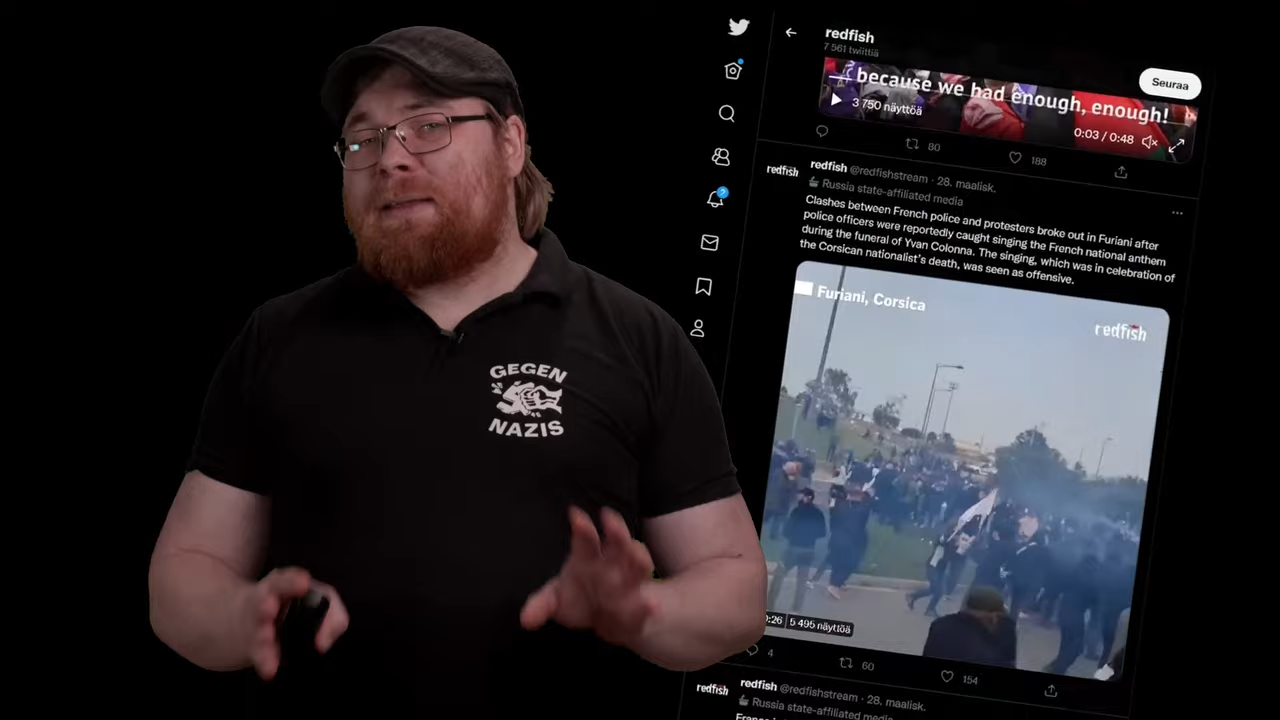 GEGEN
NAZIS
redfish
7 561 twiittiä
Seuraa
— because we had enough, enough!
3 750 näyttöä
0:03 / 0:48
80
188
redfish
redfish @redfishstream · 28. maalisk.
Russia state-affiliated media
Clashes between French police and protesters broke out in Furiani after
police officers were reportedly caught singing the French national anthem
during the funeral of Yvan Colonna. The singing, which was in celebration of
the Corsican nationalist's death, was seen as offensive.
Furiani, Corsica
redfish
:26 5 495 näyttöä
4
60
154
redfish
redfish @redfishstream · 28. maalisk.
Russia state-affiliated media